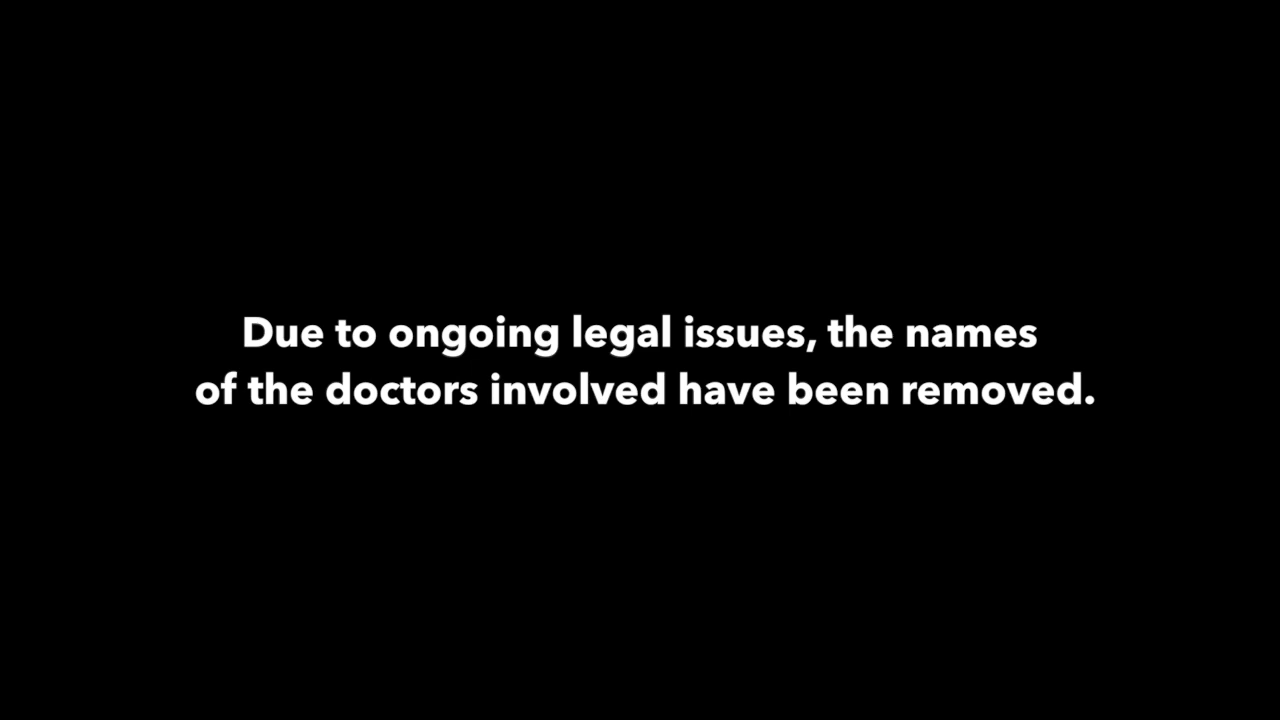 Due to ongoing legal issues, the names
of the doctors involved have been removed.